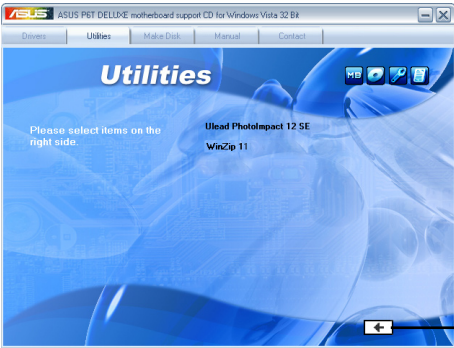 ASUS ASUS P6T DELUXE motherboard support CD for Windows Vista 32 Bit
Drivers Utilities Make Disk Manual Contact
Utilities
MB
Please select items on the
right side.
Ulead PhotoImpact 12 SE
WinZip 11